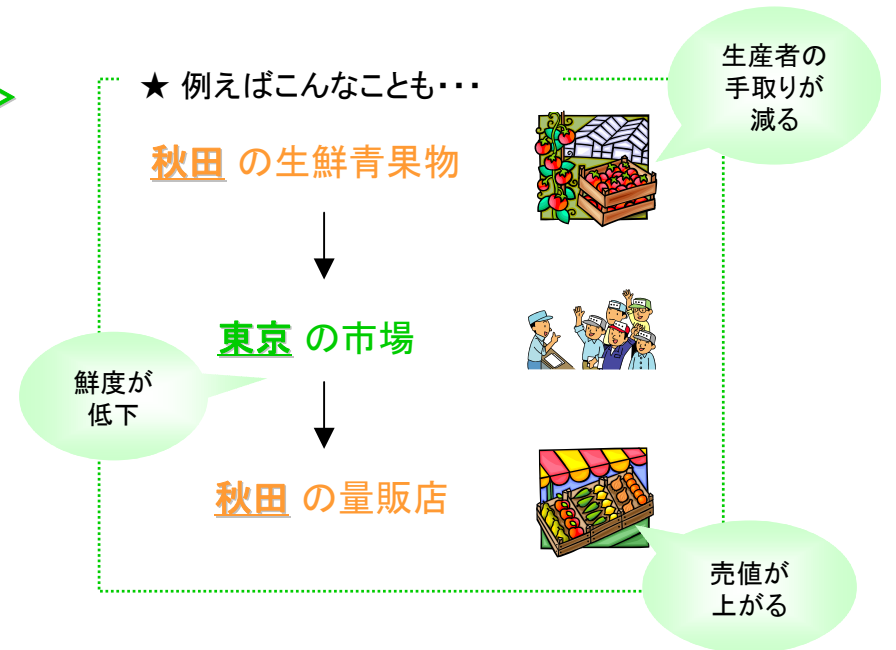 ★ 例えばこんなことも・・・
生産者の
手取りが
減る
秋田 の生鮮青果物
東京 の市場
鮮度が
低下
秋田 の量販店
売値が
上がる